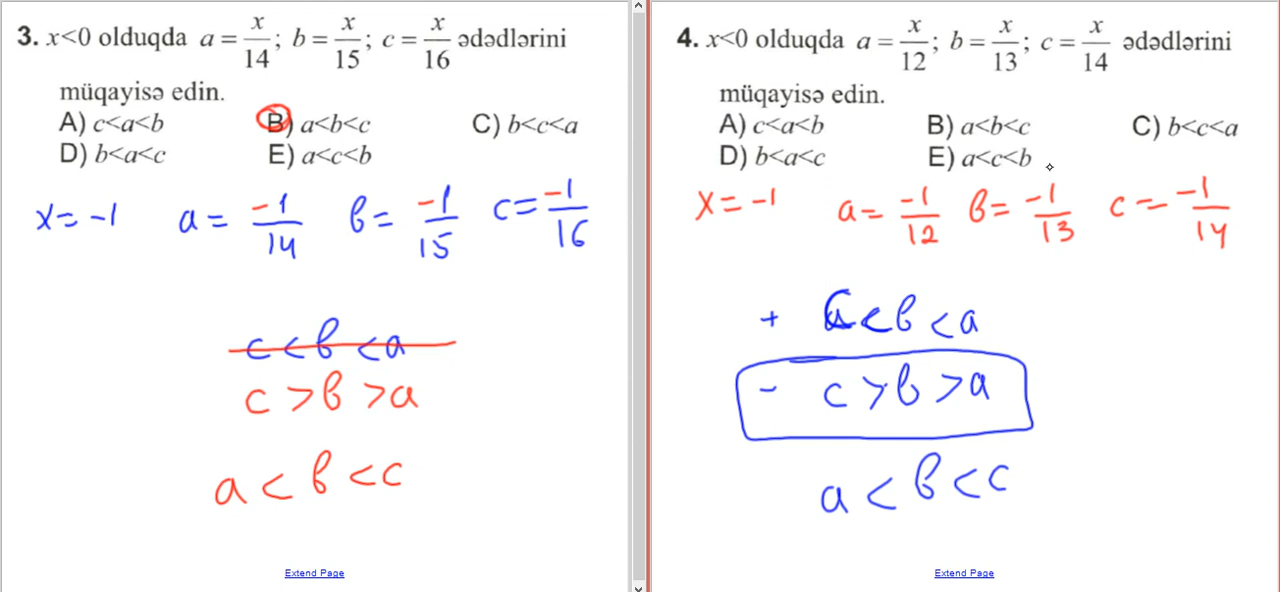 3. x<0 olduqda a = x/14; b = x/15; c = x/16 ədədlərini
müqayisə edin.
A) c<a<b B) a<b<c C) b<c<a
D) b<a<c E) a<c<b
x = -1 a = -1/14 b = -1/15 c = -1/16
c < b < a
c > b > a
a < b < c
Extend Page
4. x<0 olduqda a = x/12; b = x/13; c = x/14 ədədlərini
müqayisə edin.
A) c<a<b B) a<b<c C) b<c<a
D) b<a<c E) a<c<b
x = -1 a = -1/12 b = -1/13 c = -1/14
+ c < b < a
- c > b > a
a < b < c
Extend Page